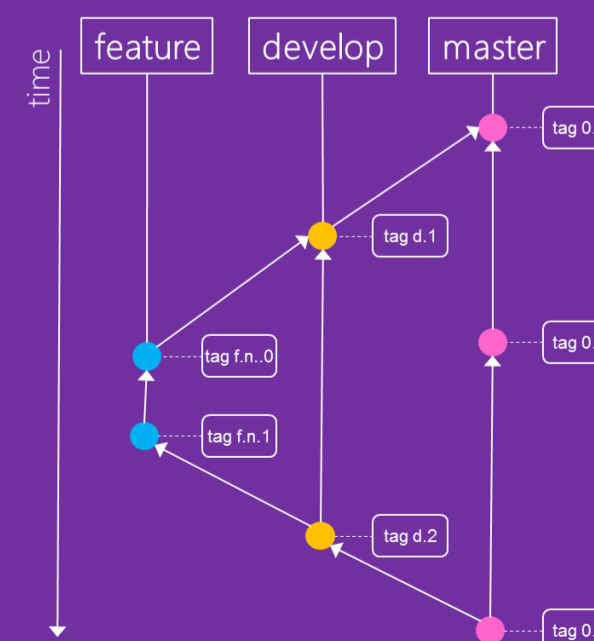 feature
develop
master
time
tag 0.
tag d.1
tag 0.
tag f.n..0
tag f.n.1
tag d.2
tag 0.